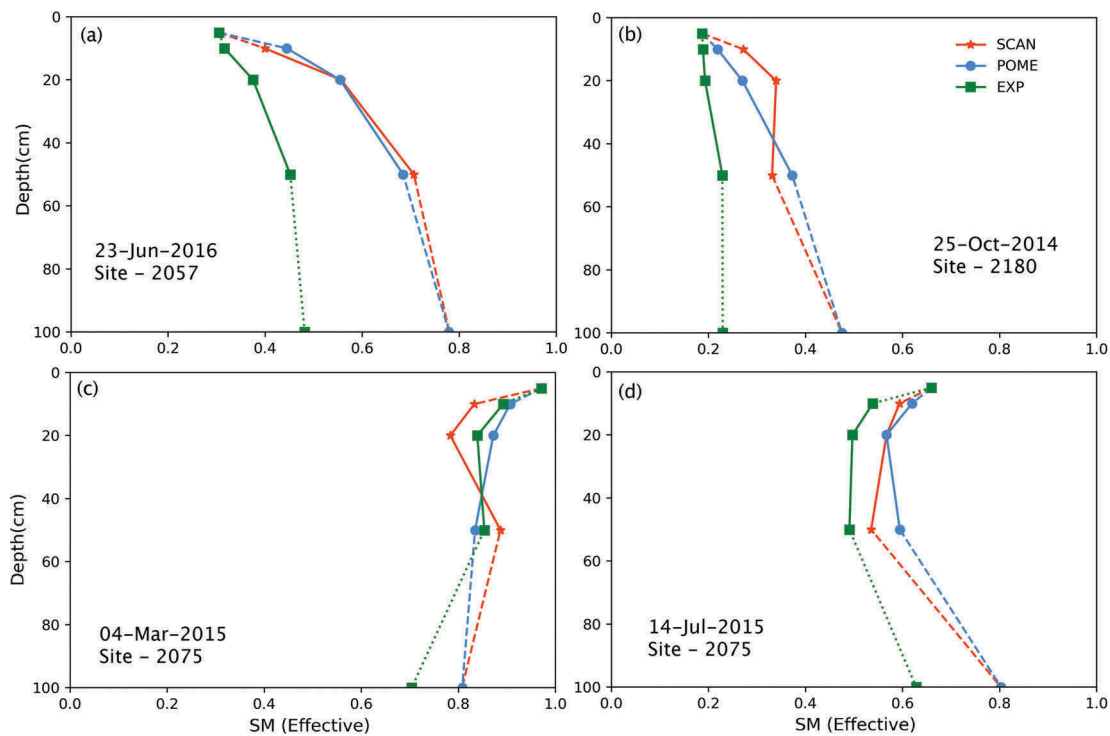 (a)
0
20
40
60
80
100
Depth(cm)
23-Jun-2016
Site - 2057
0.0 0.2 0.4 0.6 0.8 1.0
(b)
0
20
40
60
80
100
SCAN
POME
EXP
25-Oct-2014
Site - 2180
0.0 0.2 0.4 0.6 0.8 1.0
(c)
0
20
40
60
80
100
Depth(cm)
04-Mar-2015
Site - 2075
0.0 0.2 0.4 0.6 0.8 1.0
SM (Effective)
(d)
0
20
40
60
80
100
14-Jul-2015
Site - 2075
0.0 0.2 0.4 0.6 0.8 1.0
SM (Effective)